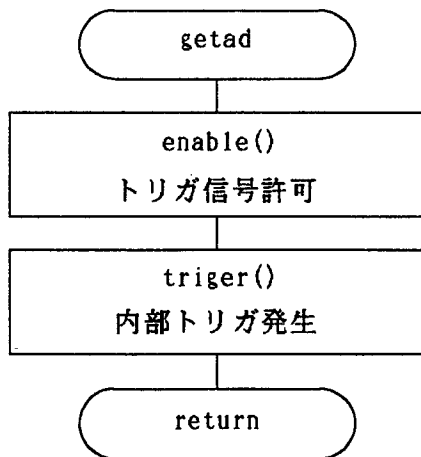 getad
enable()
トリガ信号許可
triger()
内部トリガ発生
return